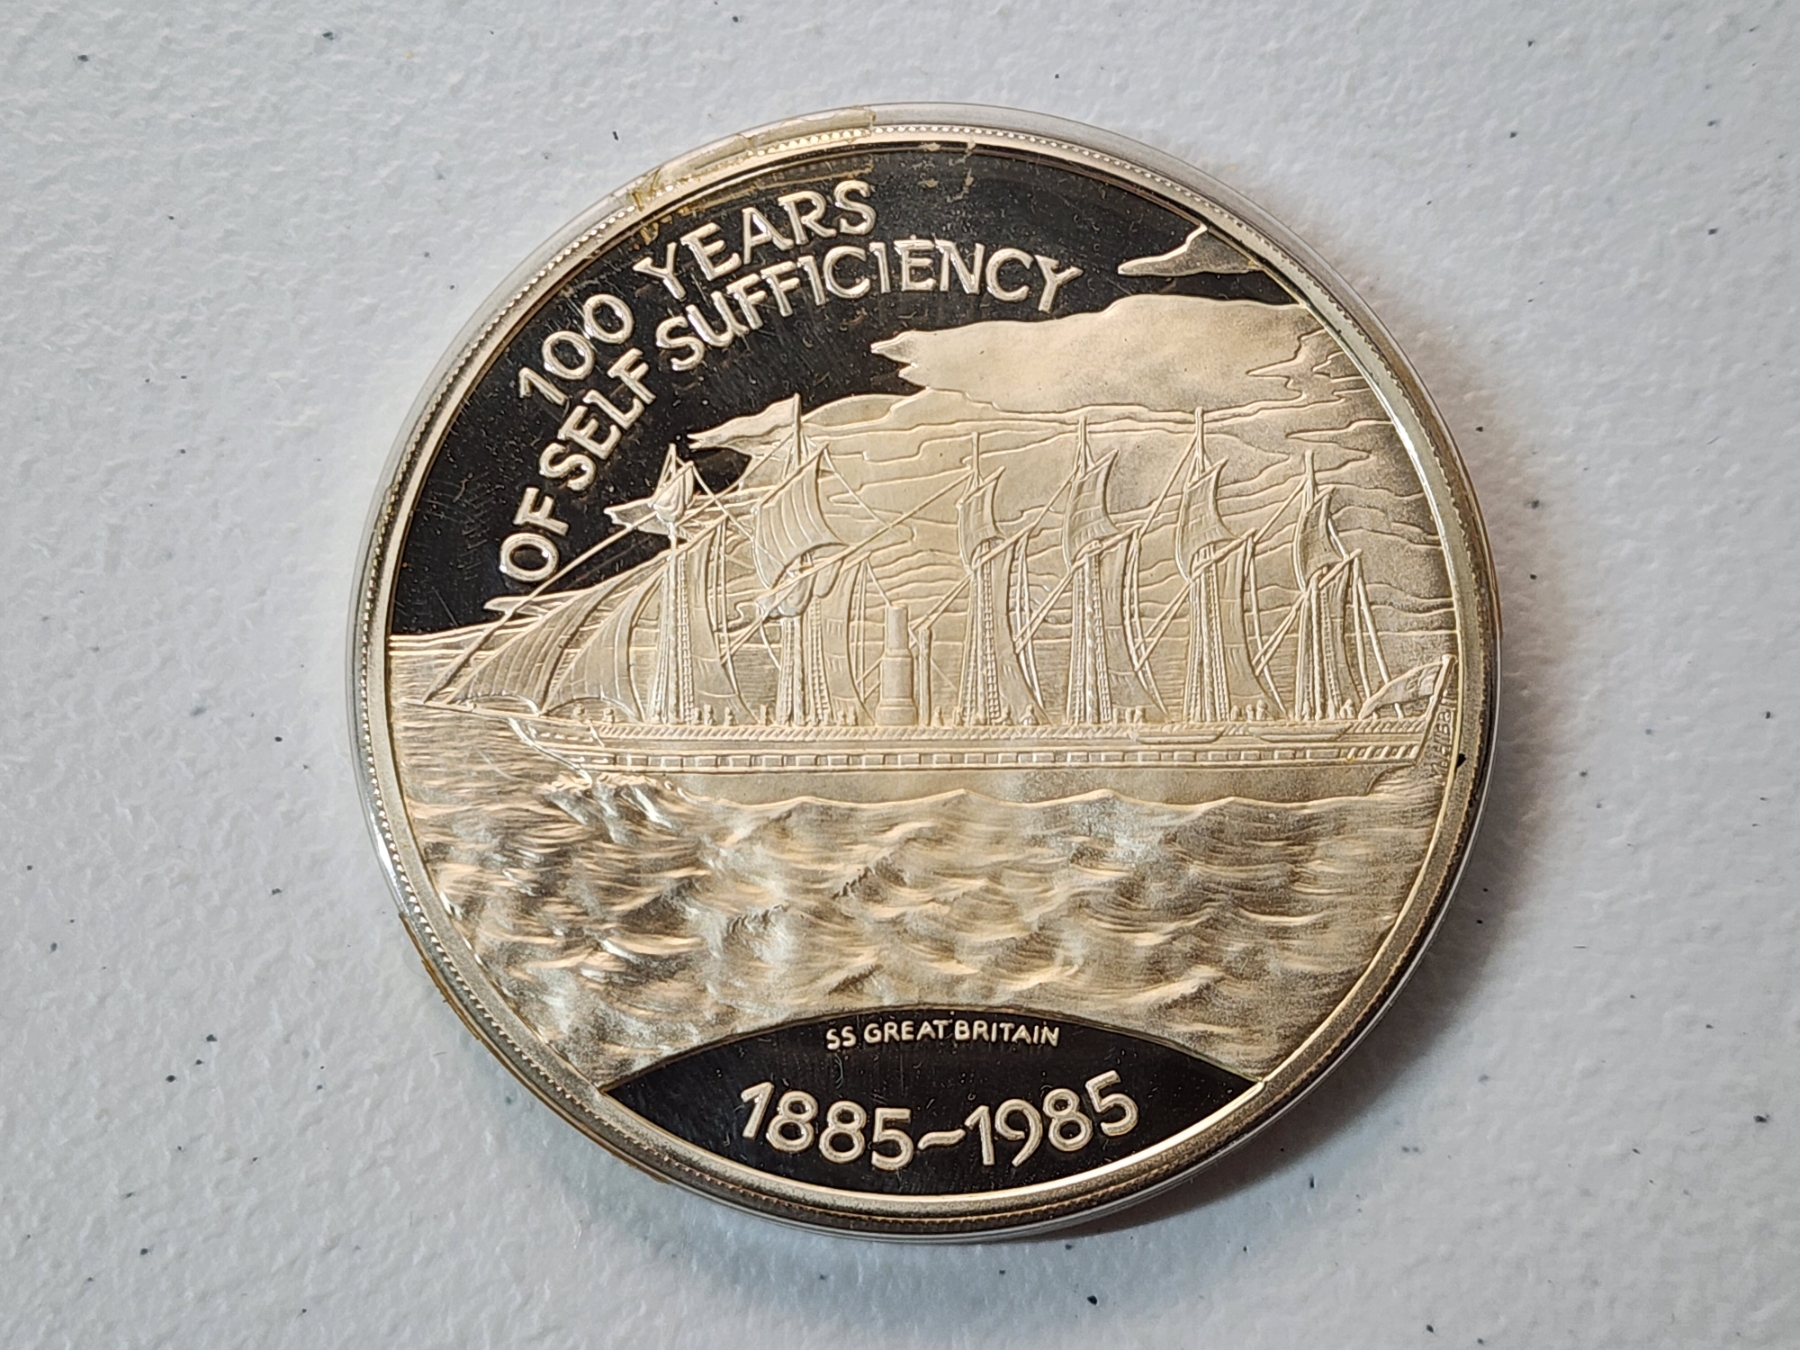 100 YEARS
OF SELF SUFFICIENCY
SS GREAT BRITAIN
1885-1985